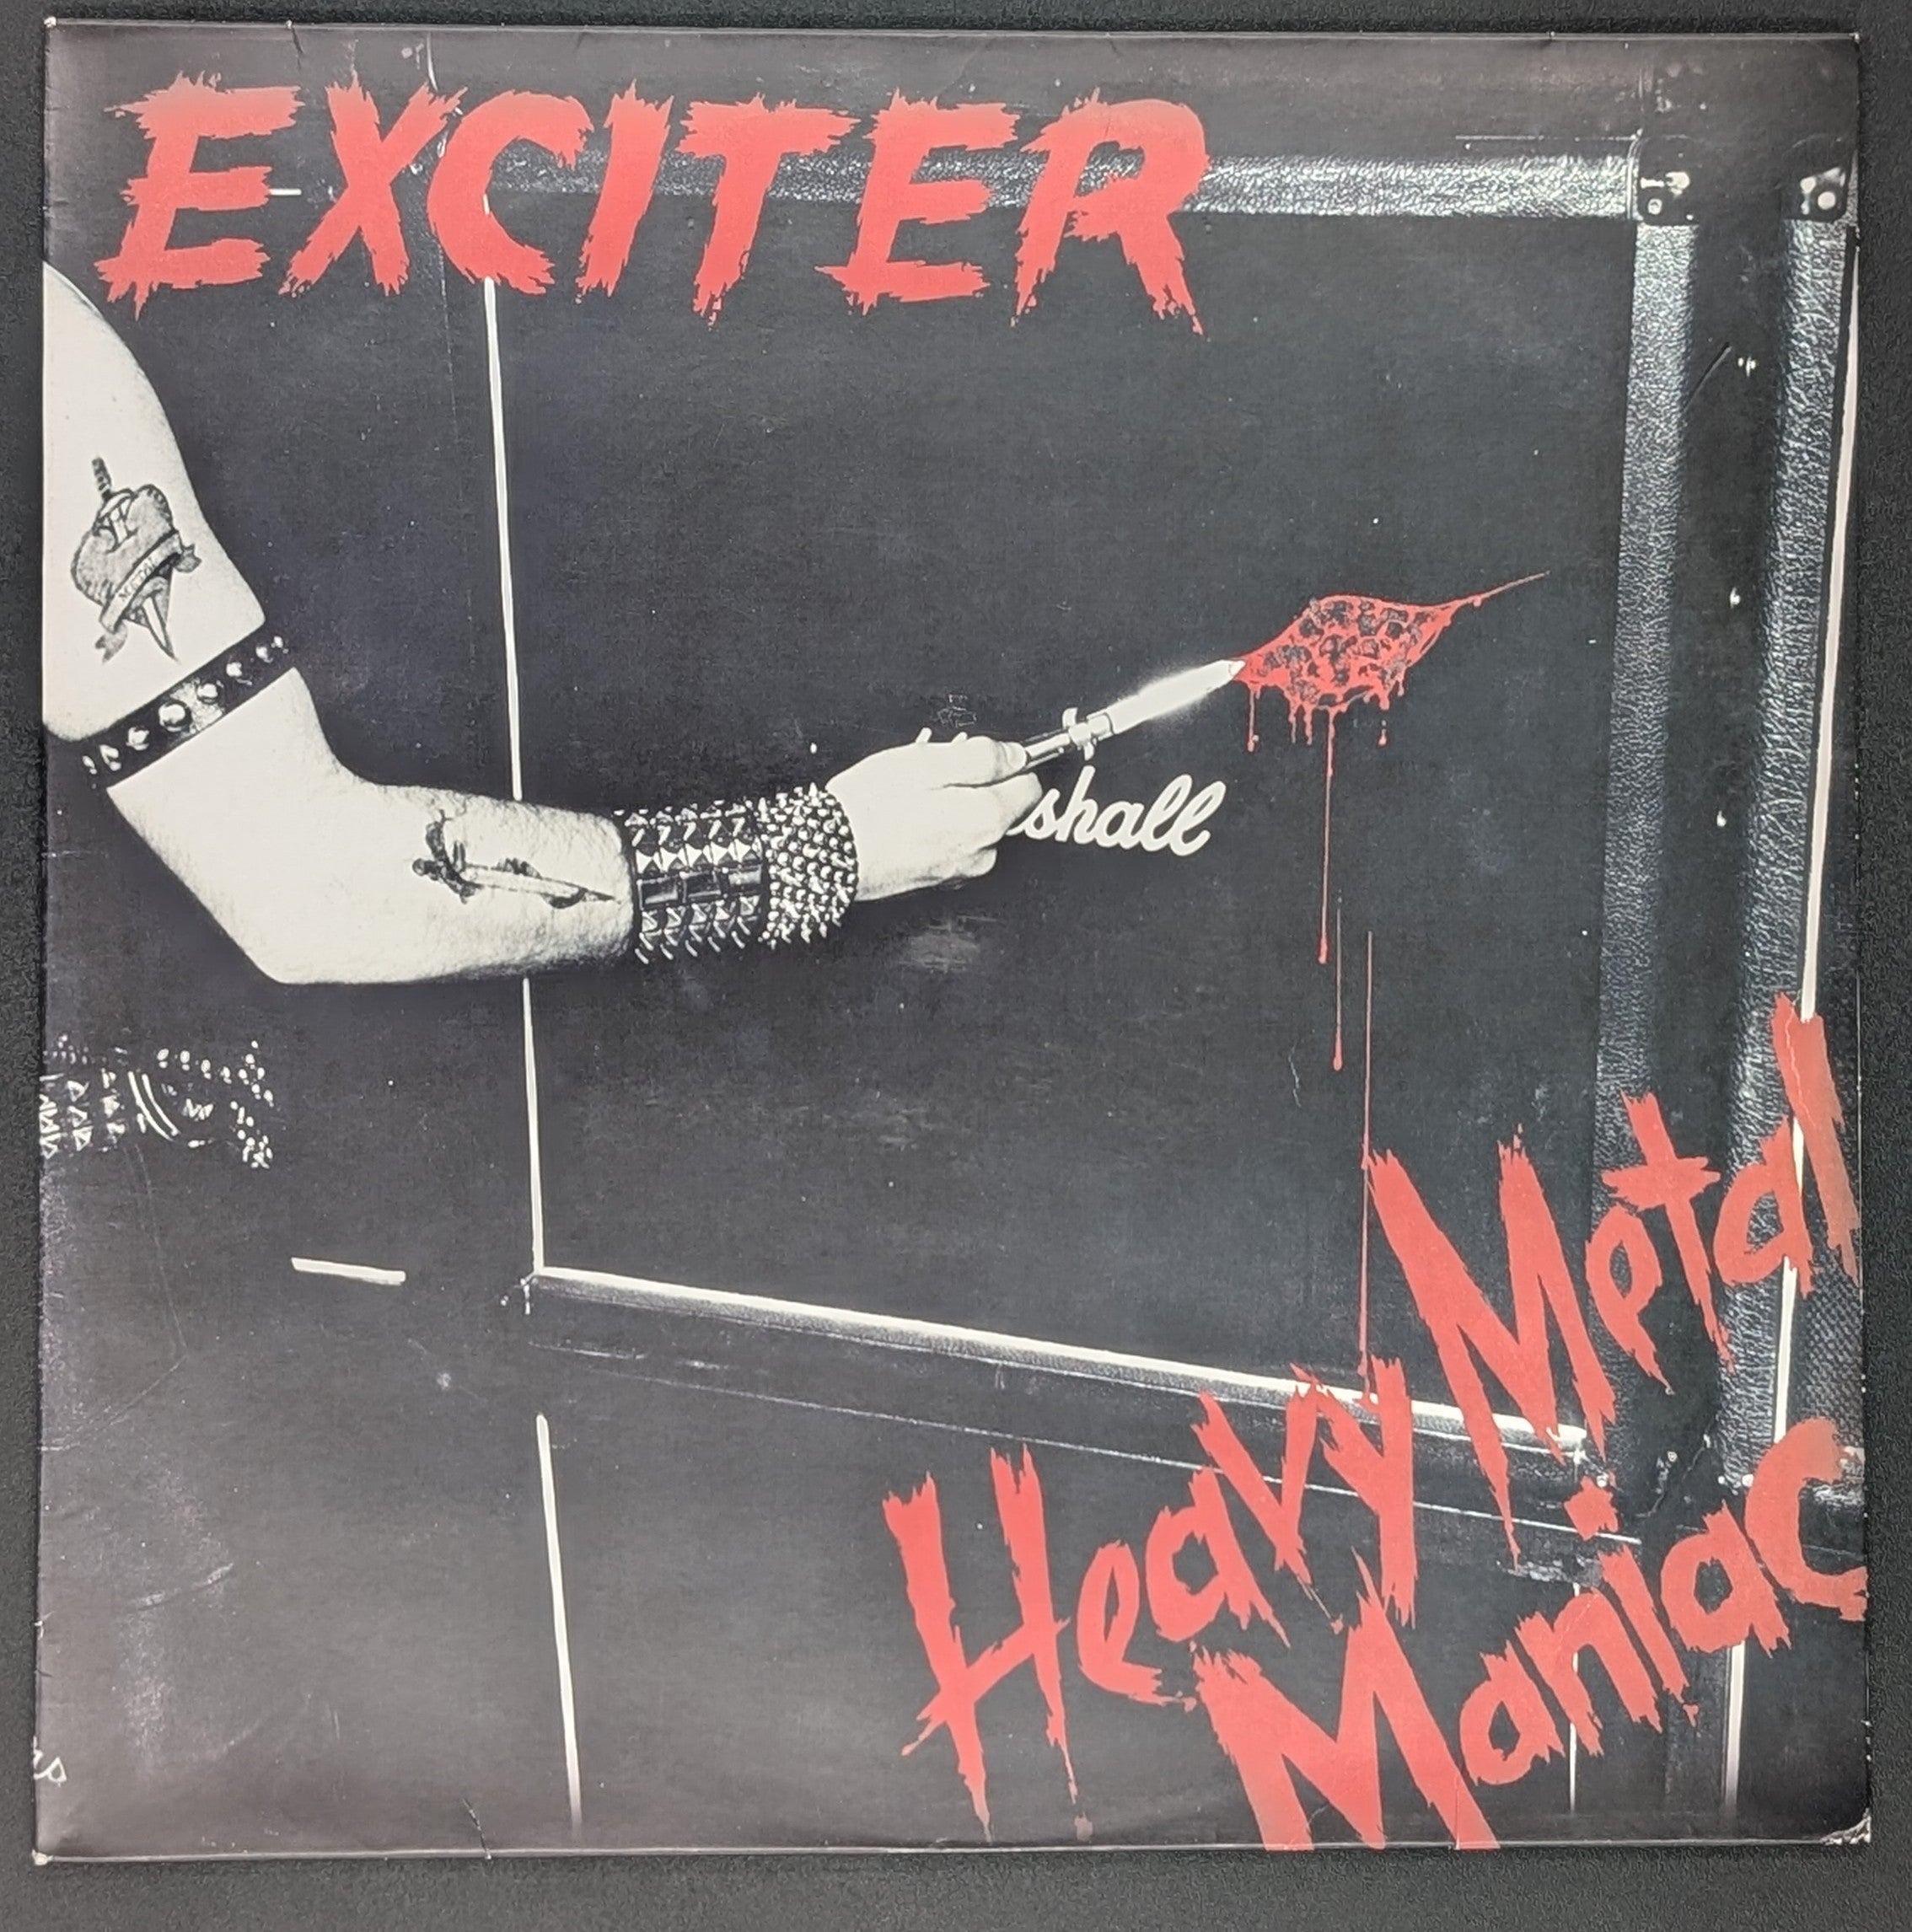 EXCITER
shall
Heavy Metal
Maniac